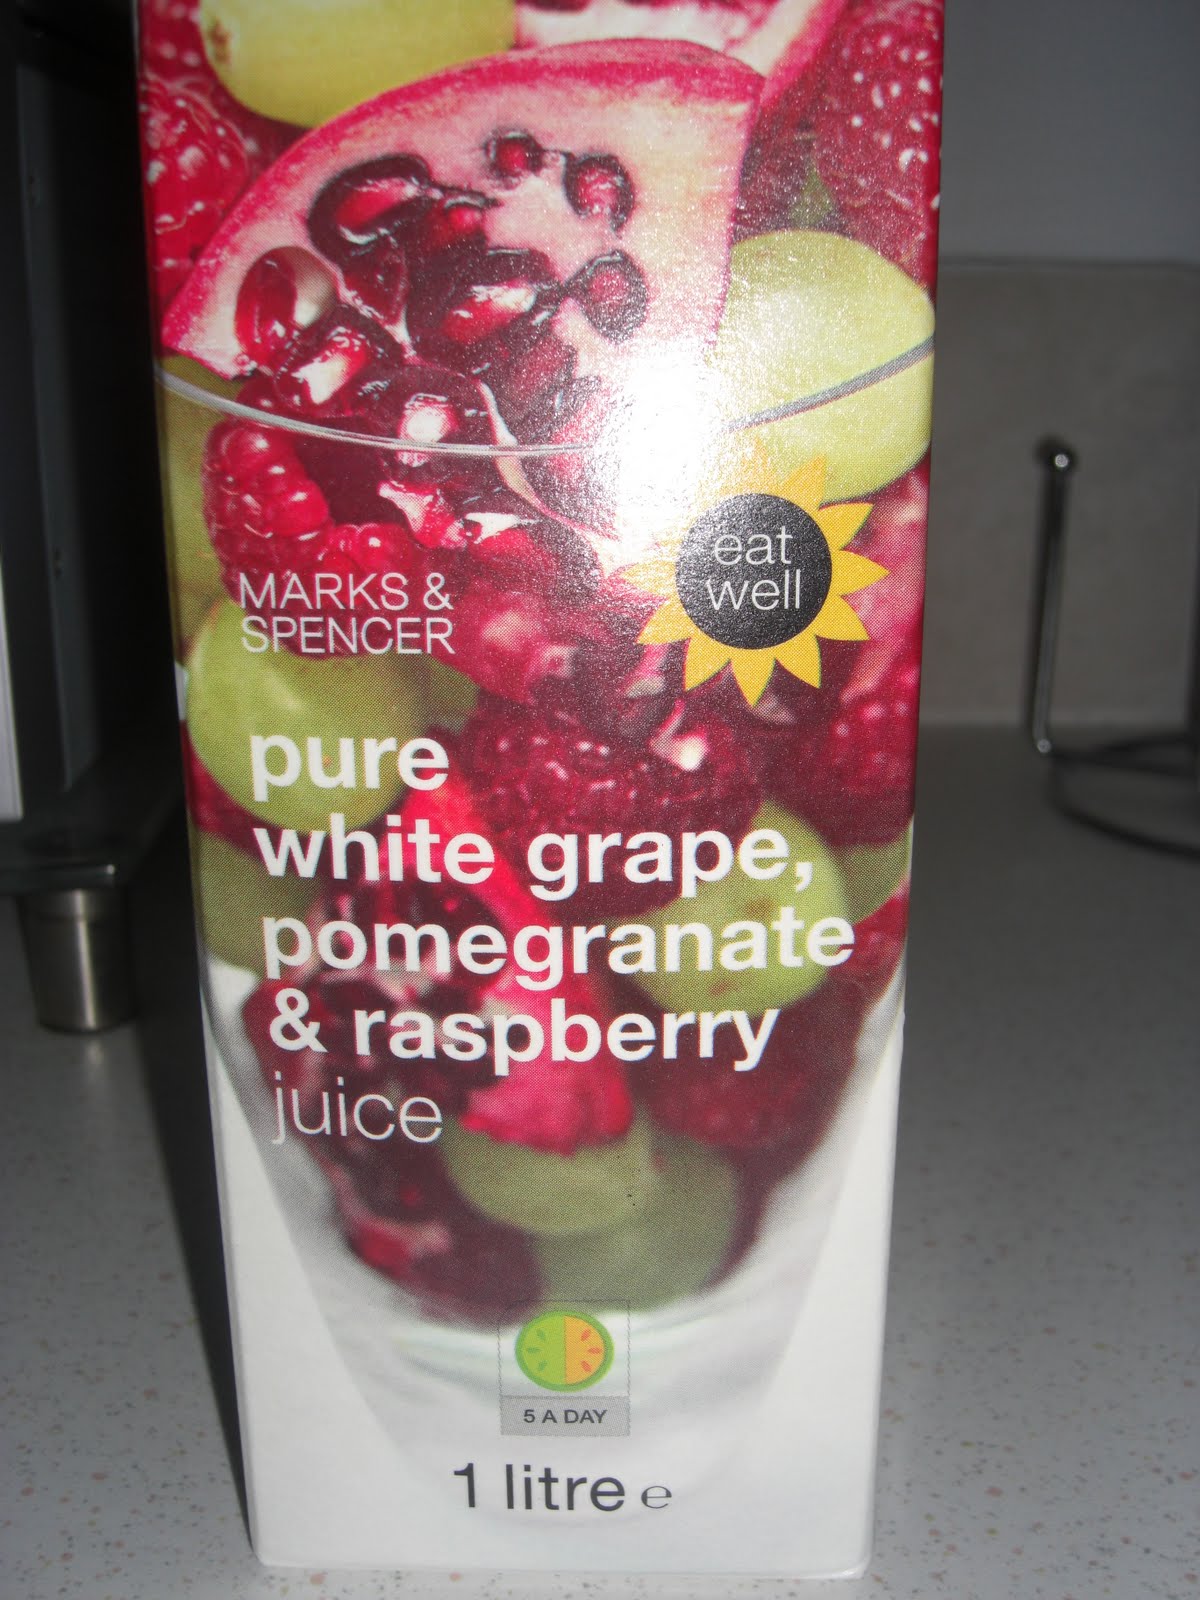 eat
well
MARKS &
SPENCER
pure
white grape,
pomegranate
& raspberry
juice
5 A DAY
1 litre ℮